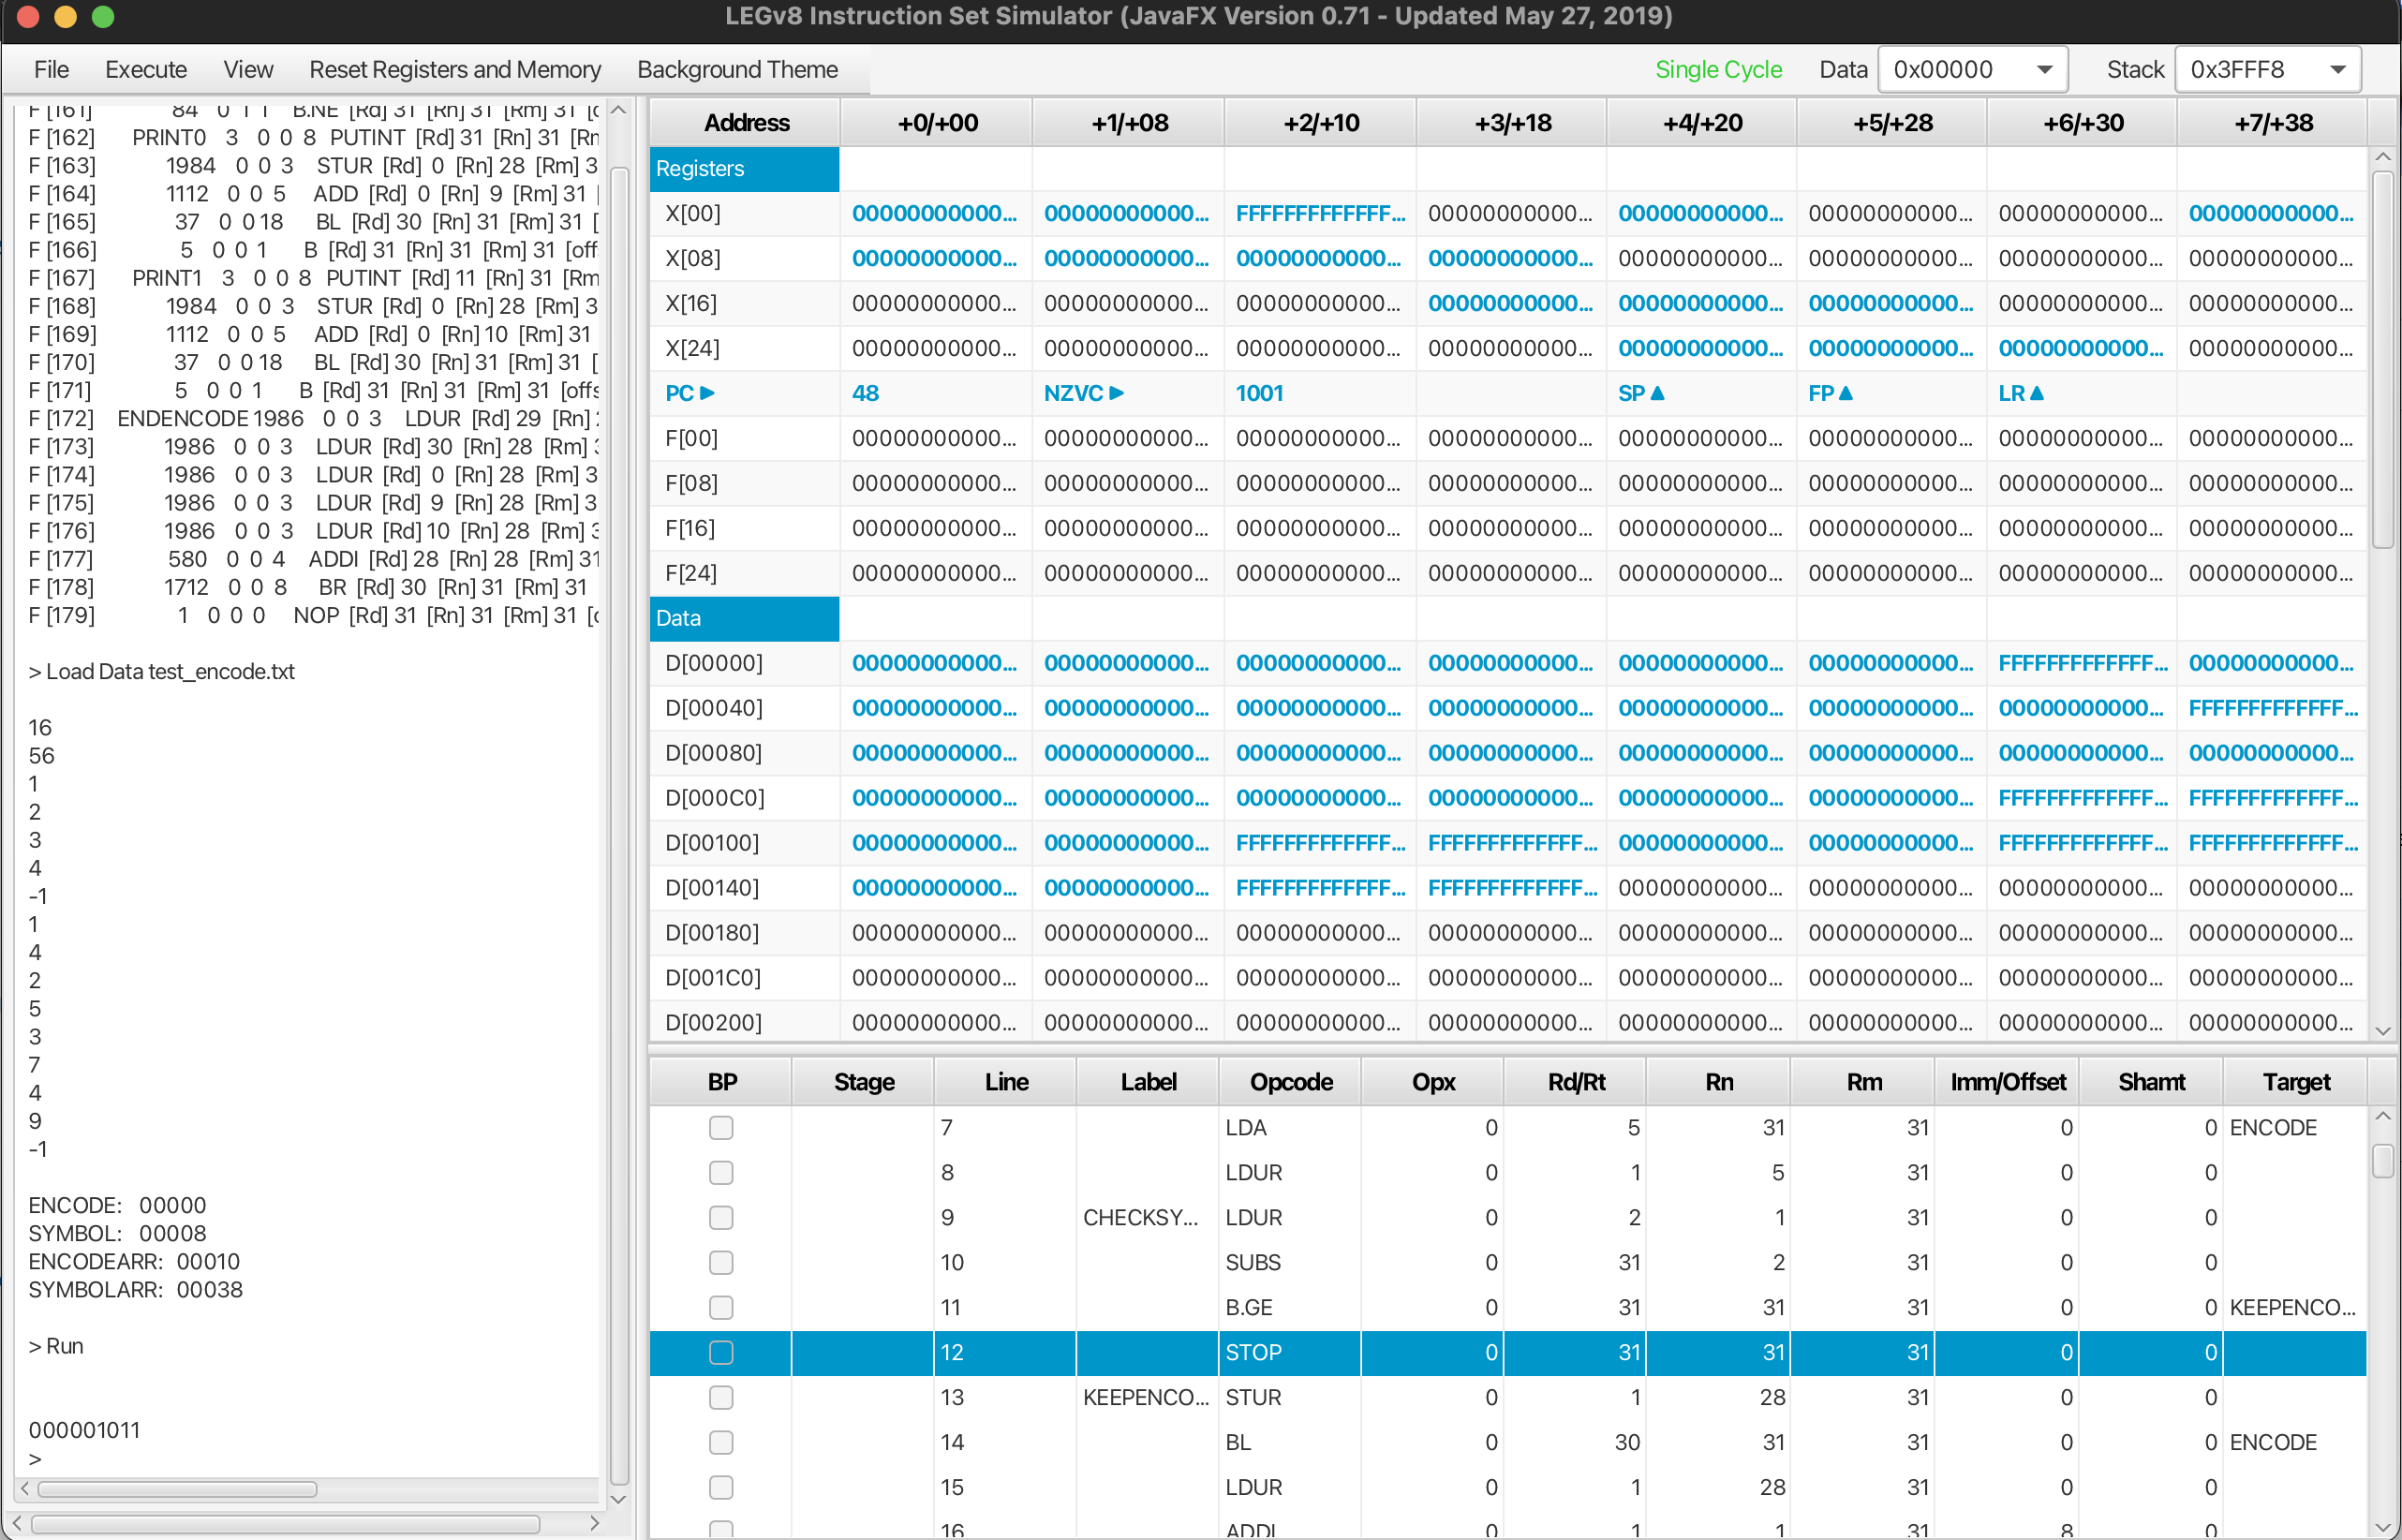 LEGv8 Instruction Set Simulator (JavaFX Version 0.71 - Updated May 27, 2019)
File Execute View Reset Registers and Memory Background Theme Single Cycle Data 0x00000 Stack 0x3FFF8
F [161] 84 0 1 1 B.NE [Rd] 31 [Rn] 31 [Rm] 31 [
F [162] PRINT0 3 0 0 8 PUTINT [Rd] 31 [Rn] 31 [Rm
F [163] 1984 0 0 3 STUR [Rd] 0 [Rn] 28 [Rm] 3
F [164] 1112 0 0 5 ADD [Rd] 0 [Rn] 9 [Rm] 31 [
F [165] 37 0 0 18 BL [Rd] 30 [Rn] 31 [Rm] 31 [
F [166] 5 0 0 1 B [Rd] 31 [Rn] 31 [Rm] 31 [off
F [167] PRINT1 3 0 0 8 PUTINT [Rd] 11 [Rn] 31 [Rm
F [168] 1984 0 0 3 STUR [Rd] 0 [Rn] 28 [Rm] 3
F [169] 1112 0 0 5 ADD [Rd] 0 [Rn] 10 [Rm] 31
F [170] 37 0 0 18 BL [Rd] 30 [Rn] 31 [Rm] 31 [
F [171] 5 0 0 1 B [Rd] 31 [Rn] 31 [Rm] 31 [offs
F [172] ENDENCODE 1986 0 0 3 LDUR [Rd] 29 [Rn]
F [173] 1986 0 0 3 LDUR [Rd] 30 [Rn] 28 [Rm]
F [174] 1986 0 0 3 LDUR [Rd] 0 [Rn] 28 [Rm] 3
F [175] 1986 0 0 3 LDUR [Rd] 9 [Rn] 28 [Rm] 3
F [176] 1986 0 0 3 LDUR [Rd] 10 [Rn] 28 [Rm]
F [177] 580 0 0 4 ADDI [Rd] 28 [Rn] 28 [Rm] 31
F [178] 1712 0 0 8 BR [Rd] 30 [Rn] 31 [Rm] 31
F [179] 1 0 0 0 NOP [Rd] 31 [Rn] 31 [Rm] 31 [
> Load Data test_encode.txt
16
56
1
2
3
4
-1
1
4
2
5
3
7
4
9
-1
ENCODE: 00000
SYMBOL: 00008
ENCODEARR: 00010
SYMBOLARR: 00038
> Run
000001011
>
Address +0/+00 +1/+08 +2/+10 +3/+18 +4/+20 +5/+28 +6/+30 +7/+38
Registers
X[00] 00000000000... 00000000000... FFFFFFFFFFFFF... 00000000000... 00000000000... 00000000000... 00000000000... 00000000000...
X[08] 00000000000... 00000000000... 00000000000... 00000000000... 00000000000... 00000000000... 00000000000... 00000000000...
X[16] 00000000000... 00000000000... 00000000000... 00000000000... 00000000000... 00000000000... 00000000000... 00000000000...
X[24] 00000000000... 00000000000... 00000000000... 00000000000... 00000000000... 00000000000... 00000000000... 00000000000...
PC ▶ 48 NZVC ▶ 1001 SP ▲ FP ▲ LR ▲
F[00] 00000000000... 00000000000... 00000000000... 00000000000... 00000000000... 00000000000... 00000000000... 00000000000...
F[08] 00000000000... 00000000000... 00000000000... 00000000000... 00000000000... 00000000000... 00000000000... 00000000000...
F[16] 00000000000... 00000000000... 00000000000... 00000000000... 00000000000... 00000000000... 00000000000... 00000000000...
F[24] 00000000000... 00000000000... 00000000000... 00000000000... 00000000000... 00000000000... 00000000000... 00000000000...
Data
D[00000] 00000000000... 00000000000... 00000000000... 00000000000... 00000000000... 00000000000... FFFFFFFFFFFFF... 00000000000...
D[00040] 00000000000... 00000000000... 00000000000... 00000000000... 00000000000... 00000000000... 00000000000... FFFFFFFFFFFFF...
D[00080] 00000000000... 00000000000... 00000000000... 00000000000... 00000000000... 00000000000... 00000000000... 00000000000...
D[000C0] 00000000000... 00000000000... 00000000000... 00000000000... 00000000000... 00000000000... FFFFFFFFFFFFF... FFFFFFFFFFFFF...
D[00100] 00000000000... 00000000000... FFFFFFFFFFFFF... FFFFFFFFFFFFF... 00000000000... 00000000000... FFFFFFFFFFFFF... FFFFFFFFFFFFF...
D[00140] 00000000000... 00000000000... FFFFFFFFFFFFF... FFFFFFFFFFFFF... 00000000000... 00000000000... 00000000000... 00000000000...
D[00180] 00000000000... 00000000000... 00000000000... 00000000000... 00000000000... 00000000000... 00000000000... 00000000000...
D[001C0] 00000000000... 00000000000... 00000000000... 00000000000... 00000000000... 00000000000... 00000000000... 00000000000...
D[00200] 00000000000... 00000000000... 00000000000... 00000000000... 00000000000... 00000000000... 00000000000... 00000000000...
BP Stage Line Label Opcode Opx Rd/Rt Rn Rm Imm/Offset Shamt Target
7 LDA 0 5 31 31 0 0 ENCODE
8 LDUR 0 1 5 31 0 0
9 CHECKSY... LDUR 0 2 1 31 0 0
10 SUBS 0 31 2 31 0 0
11 B.GE 0 31 31 31 0 0 KEEPENCO...
12 STOP 0 31 31 31 0 0
13 KEEPENCO... STUR 0 1 28 31 0 0
14 BL 0 30 31 31 0 0 ENCODE
15 LDUR 0 1 28 31 0 0
16 ADDI 0 1 1 31 8 0